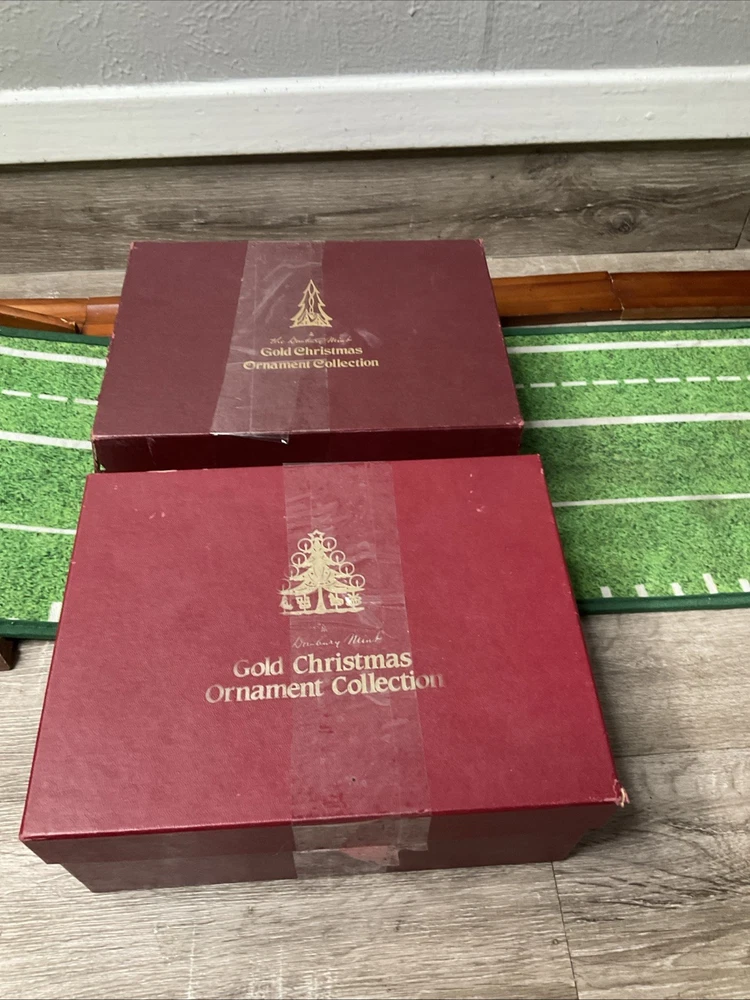 The Danbury Mint
Gold Christmas
Ornament Collection
The
Danbury Mint
Gold Christmas
Ornament Collection